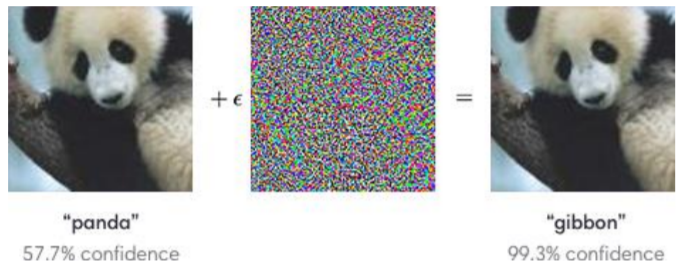 + ϵ =
“panda” “gibbon”
57.7% confidence 99.3% confidence